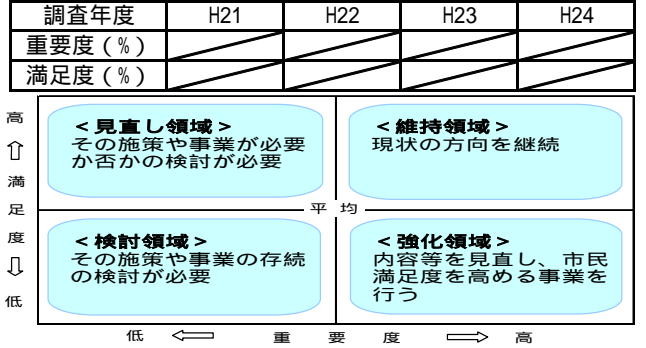 調査年度 H21 H22 H23 H24
重要度(%)
満足度(%)
高
⇧
満
足
度
⇩
低
<見直し領域>
その施策や事業が必要
か否かの検討が必要
<維持領域>
現状の方向を継続
平均
<検討領域>
その施策や事業の存続
の検討が必要
<強化領域>
内容等を見直し、市民
満足度を高める事業を
行う
低 ⇐ 重要度 ⇒ 高